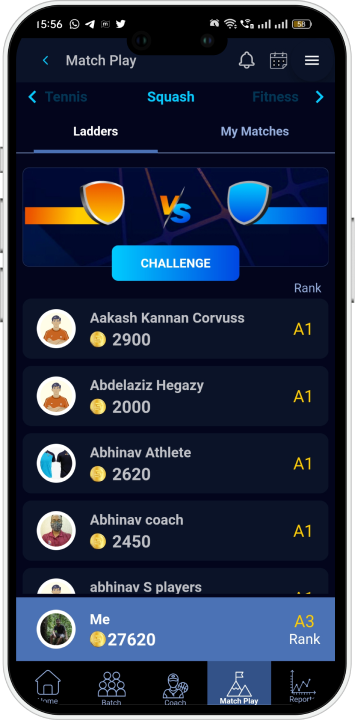 15:56
58
Match Play
Tennis Squash Fitness
Ladders My Matches
VS
CHALLENGE
Rank
Aakash Kannan Corvuss
2900 A1
Abdelaziz Hegazy
2000 A1
Abhinav Athlete
2620 A1
Abhinav coach
2450 A1
abhinav S players
A1
Me A3
27620 Rank
Home Batch Coach Match Play Report